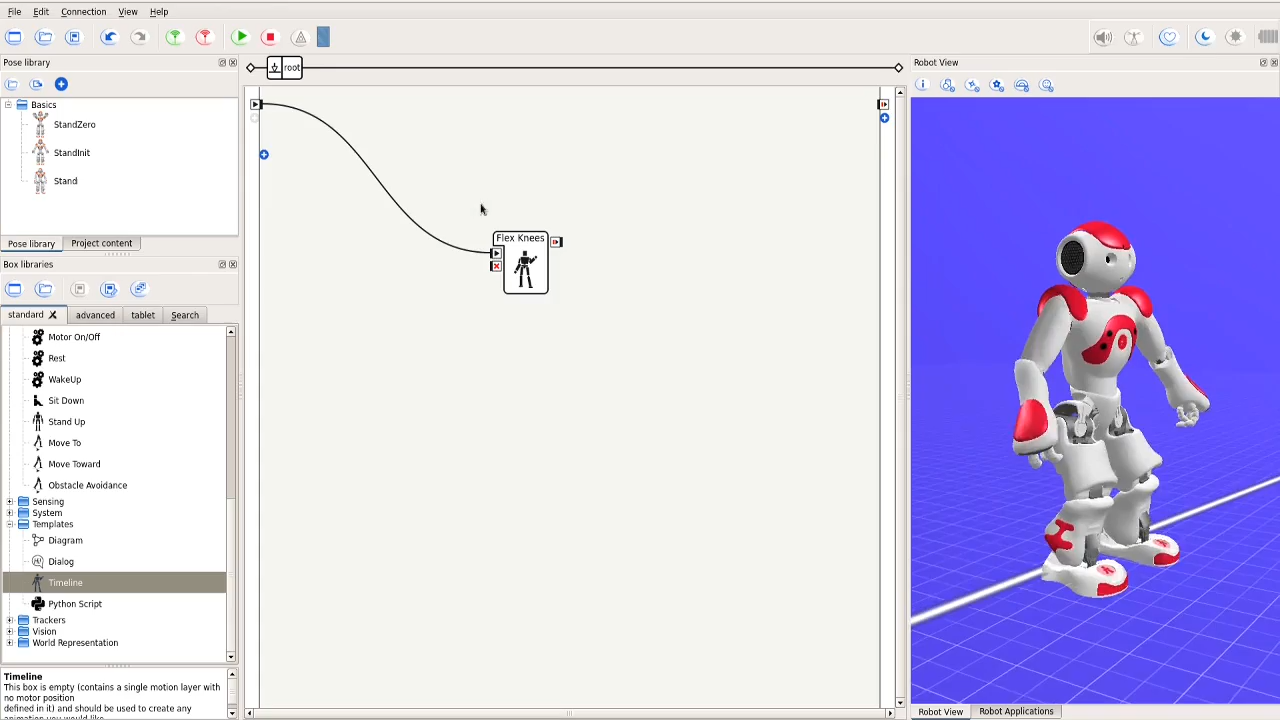 File Edit Connection View Help
Pose library
Basics
StandZero
StandInit
Stand
Pose library Project content
Box libraries
standard advanced tablet Search
Motor On/Off
Rest
WakeUp
Sit Down
Stand Up
Move To
Move Toward
Obstacle Avoidance
Sensing
System
Templates
Diagram
Dialog
Timeline
Python Script
Trackers
Vision
World Representation
Timeline
This box is empty (contains a single motion layer with
no motor position
defined in it) and should be used to create any
animation you would like
root
Flex Knees
Robot View
Robot View Robot Applications